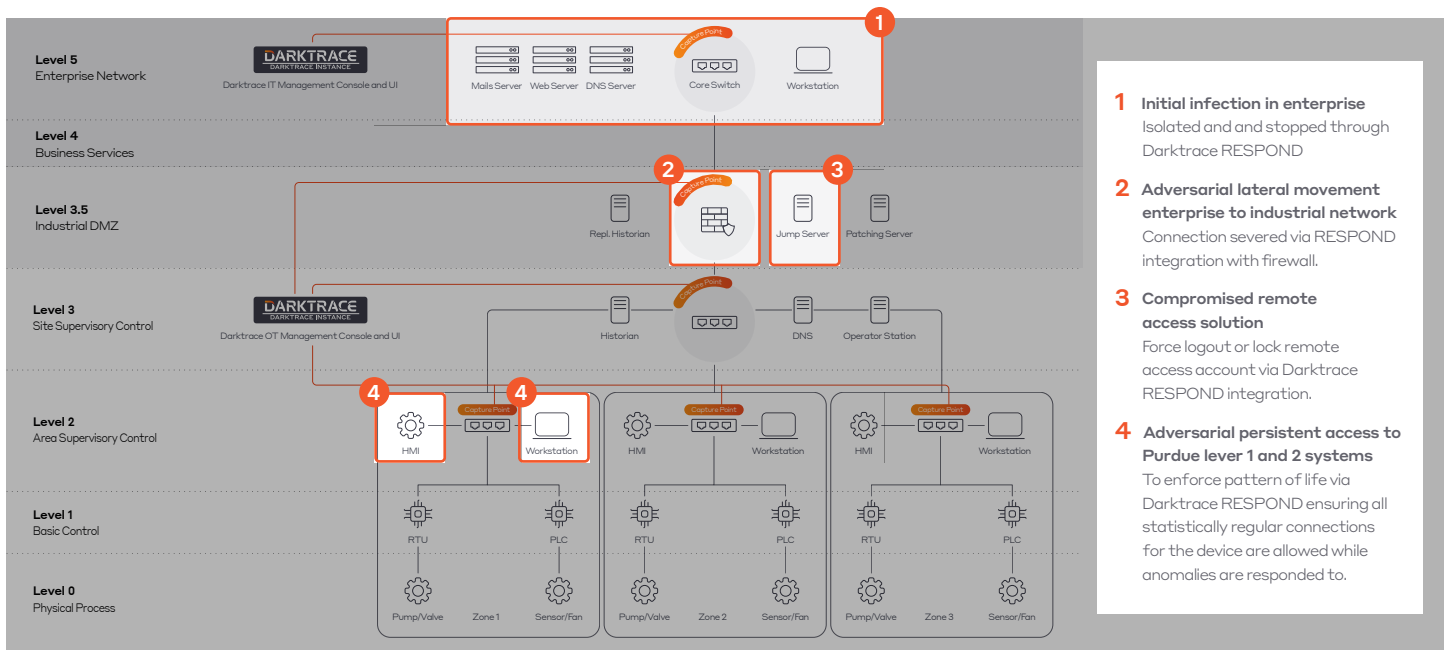 1
Capture Point
Level 5
Enterprise Network
DARKTRACE
DARKTRACE INSTANCE
Darktrace IT Management Console and UI
Mails Server
Web Server
DNS Server
Core Switch
Workstation
Level 4
Business Services
2
3
Capture Point
Level 3.5
Industrial DMZ
Repl. Historian
Jump Server
Patching Server
Capture Point
Level 3
Site Supervisory Control
DARKTRACE
DARKTRACE INSTANCE
Darktrace OT Management Console and UI
Historian
DNS
Operator Station
4
4
Level 2
Area Supervisory Control
Capture Point
HMI
Workstation
Capture Point
HMI
Workstation
Capture Point
HMI
Workstation
Level 1
Basic Control
RTU
PLC
RTU
PLC
RTU
PLC
Level 0
Physical Process
Pump/Valve
Zone 1
Sensor/Fan
Pump/Valve
Zone 2
Sensor/Fan
Pump/Valve
Zone 3
Sensor/Fan
1 Initial infection in enterprise
Isolated and and stopped through
Darktrace RESPOND
2 Adversarial lateral movement
enterprise to industrial network
Connection severed via RESPOND
integration with firewall.
3 Compromised remote
access solution
Force logout or lock remote
access account via Darktrace
RESPOND integration.
4 Adversarial persistent access to
Purdue lever 1 and 2 systems
To enforce pattern of life via
Darktrace RESPOND ensuring all
statistically regular connections
for the device are allowed while
anomalies are responded to.